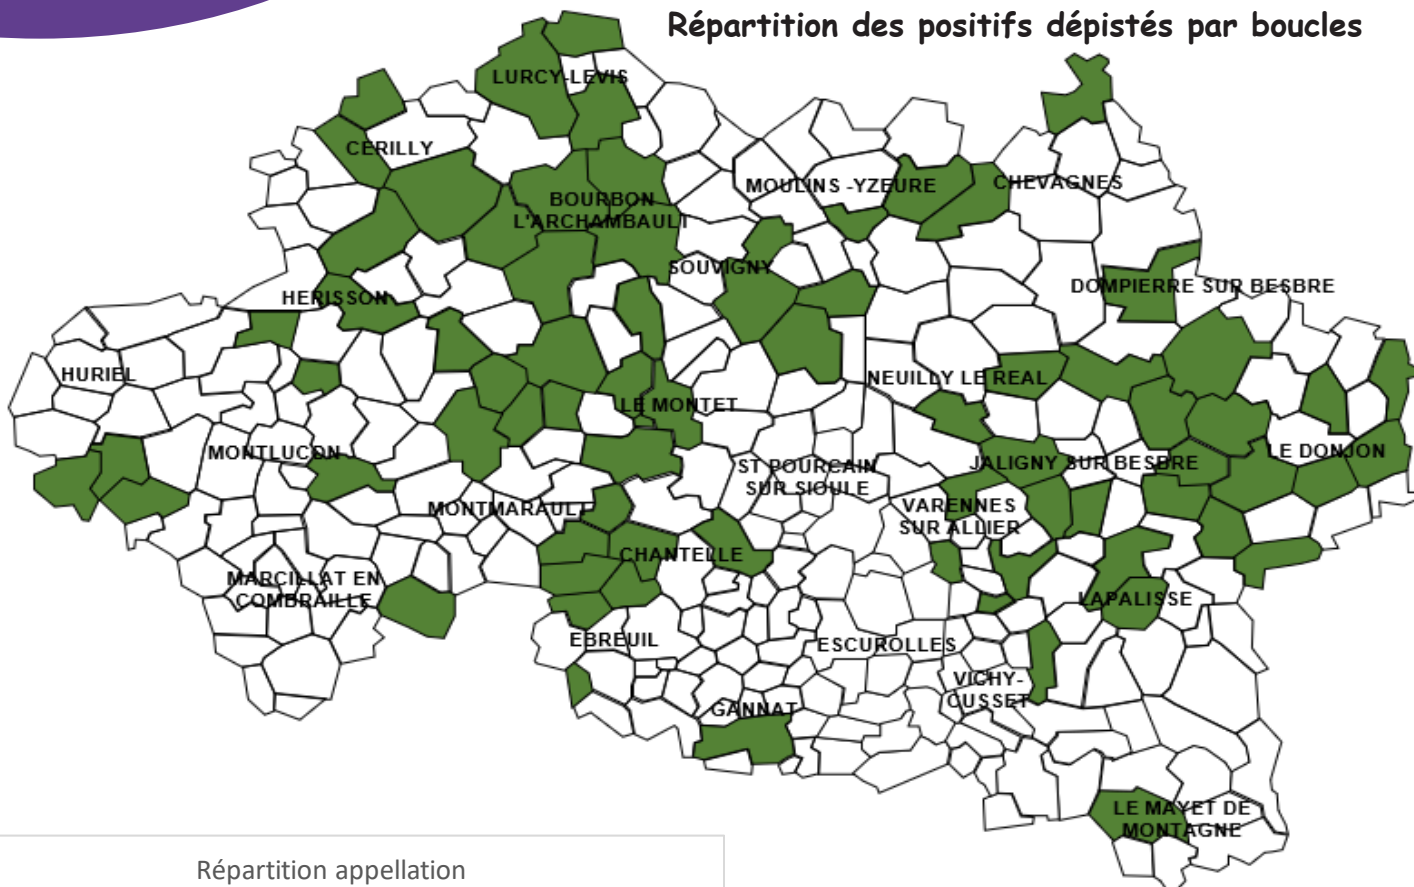 Répartition des positifs dépistés par boucles
LURCY-LEVIS
CERILLY
MOULINS -YZEURE
CHEVAGNES
BOURBON
L'ARCHAMBAULT
SOUVIGNY
DOMPIERRE SUR BESBRE
HERISSON
HURIEL
NEUILLY LE REAL
LE MONTET
MONTLUCON
LE DONJON
JALIGNY SUR BESBRE
ST POURCAIN
SUR SIOULE
VARENNES
SUR ALLIER
MONTMARAULT
CHANTELLE
MARCILLAT EN
COMBRAILLE
LAPALISSE
EBREUIL
ESCUROLLES
VICHY-
CUSSET
GANNAT
LE MAYET DE
MONTAGNE
Répartition appellation